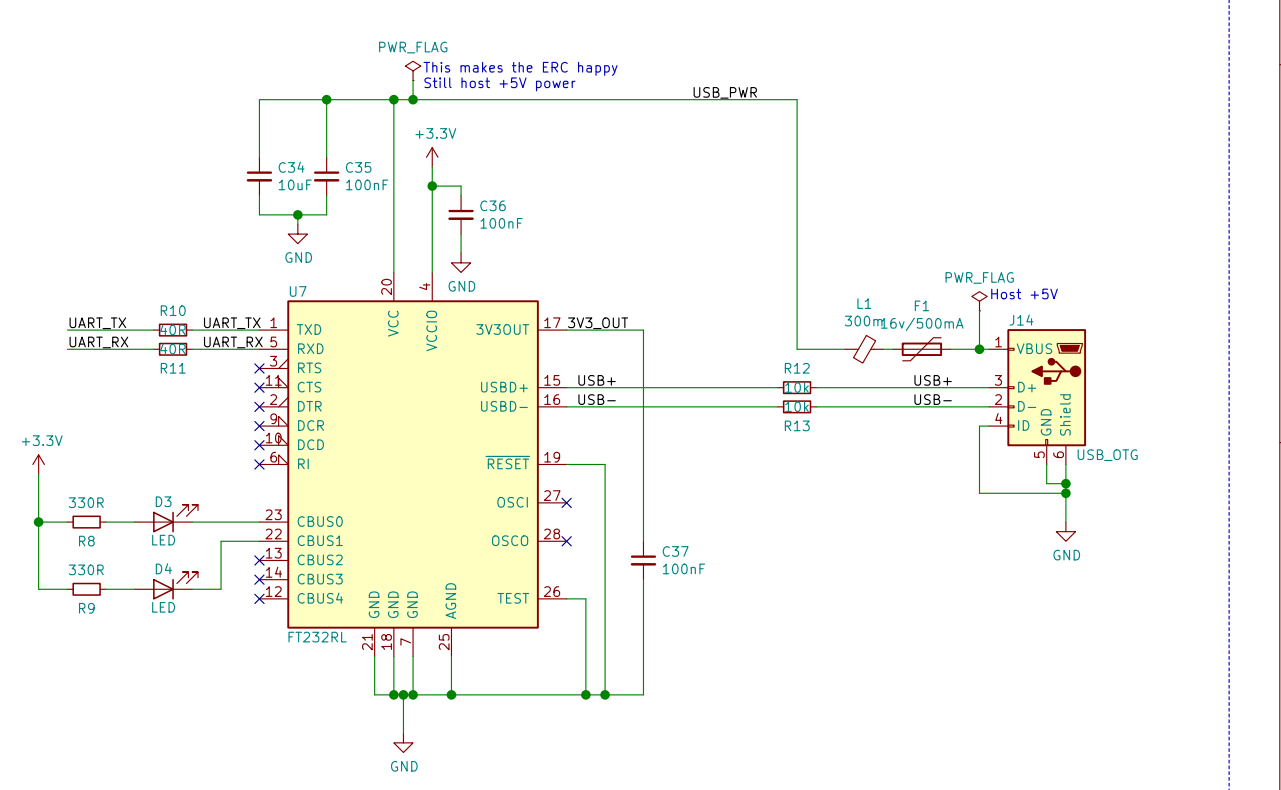 PWR_FLAG
This makes the ERC happy
Still host +5V power
USB_PWR
+3.3V
C34
10uF
C35
100nF
C36
100nF
GND
GND
PWR_FLAG
Host +5V
U7
20
4
VCC
VCCIO
L1
300m
F1
16v/500mA
J14
UART_TX
R10
40R
UART_TX
1
TXD
3V3OUT
17
3V3_OUT
1
VBUS
UART_RX
40R
R11
UART_RX
5
RXD
3
RTS
R12
11
CTS
USBD+
15
USB+
10k
USB+
3
D+
2
DTR
USBD-
16
USB-
10k
R13
USB-
2
D-
9
DCR
4
ID
GND
Shield
10
DCD
5
6
USB_OTG
6
RI
RESET
19
+3.3V
OSCI
27
330R
R8
D3
LED
23
CBUS0
22
CBUS1
OSCO
28
GND
13
CBUS2
C37
100nF
14
CBUS3
330R
R9
D4
LED
12
CBUS4
TEST
26
GND
GND
GND
AGND
FT232RL
21
18
7
25
GND